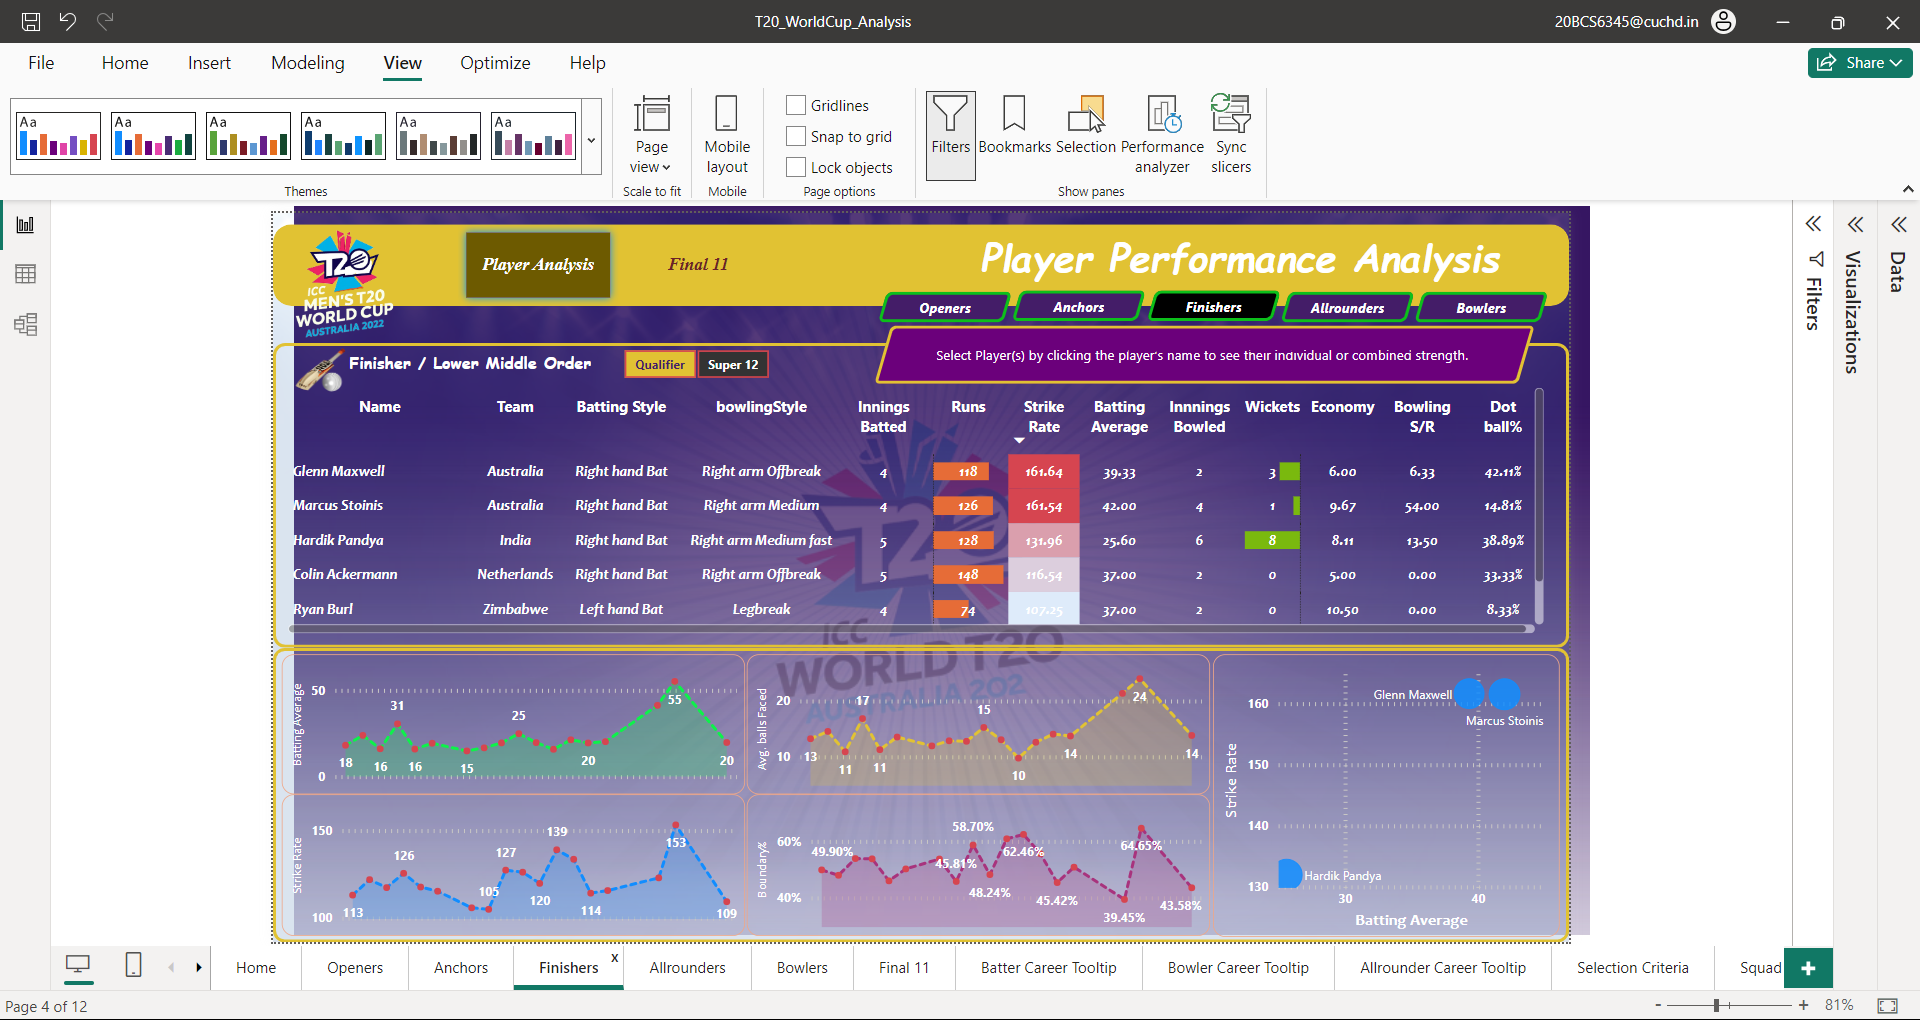 T20_WorldCup_Analysis
20BCS6345@cuchd.in
File Home Insert Modeling View Optimize Help
Share
Aa Aa Aa Aa Aa Aa
Themes
Page view
Scale to fit
Mobile layout
Mobile
Gridlines
Snap to grid
Lock objects
Page options
Filters
Bookmarks
Selection
Performance analyzer
Sync slicers
Show panes
T20
ICC
MEN'S T20
WORLD CUP
AUSTRALIA 2022
Player Analysis
Final 11
Player Performance Analysis
Openers Anchors Finishers Allrounders Bowlers
Select Player(s) by clicking the player's name to see their individual or combined strength.
Finisher / Lower Middle Order
Qualifier Super 12
Name Team Batting Style bowlingStyle Innings Batted Runs Strike Rate Batting Average Innnings Bowled Wickets Economy Bowling S/R Dot ball%
Glenn Maxwell Australia Right hand Bat Right arm Offbreak 4 118 161.64 39.33 2 3 6.00 6.33 42.11%
Marcus Stoinis Australia Right hand Bat Right arm Medium 4 126 161.54 42.00 4 1 9.67 54.00 14.81%
Hardik Pandya India Right hand Bat Right arm Medium fast 5 128 131.96 25.60 6 8 8.11 13.50 38.89%
Colin Ackermann Netherlands Right hand Bat Right arm Offbreak 5 148 116.54 37.00 2 0 5.00 0.00 33.33%
Ryan Burl Zimbabwe Left hand Bat Legbreak 4 74 107.25 37.00 2 0 10.50 0.00 8.33%
T20
ICC
WORLD T20
AUSTRALIA 202
Batting Average
50
0
18 16 31 16 15 25 20 55 20
Avg. balls Faced
20
10
13 11 17 11 15 10 14 24 14
Strike Rate
150
100
113 126 105 127 120 139 114 153 109
Boundary%
60%
40%
49.90% 45.81% 58.70% 48.24% 62.46% 45.42% 39.45% 64.65% 43.58%
Strike Rate
160
150
140
130
Glenn Maxwell
Marcus Stoinis
Hardik Pandya
30 40
Batting Average
Filters
Visualizations
Data
Home Openers Anchors Finishers X Allrounders Bowlers Final 11 Batter Career Tooltip Bowler Career Tooltip Allrounder Career Tooltip Selection Criteria Squad +
Page 4 of 12
- + 81%